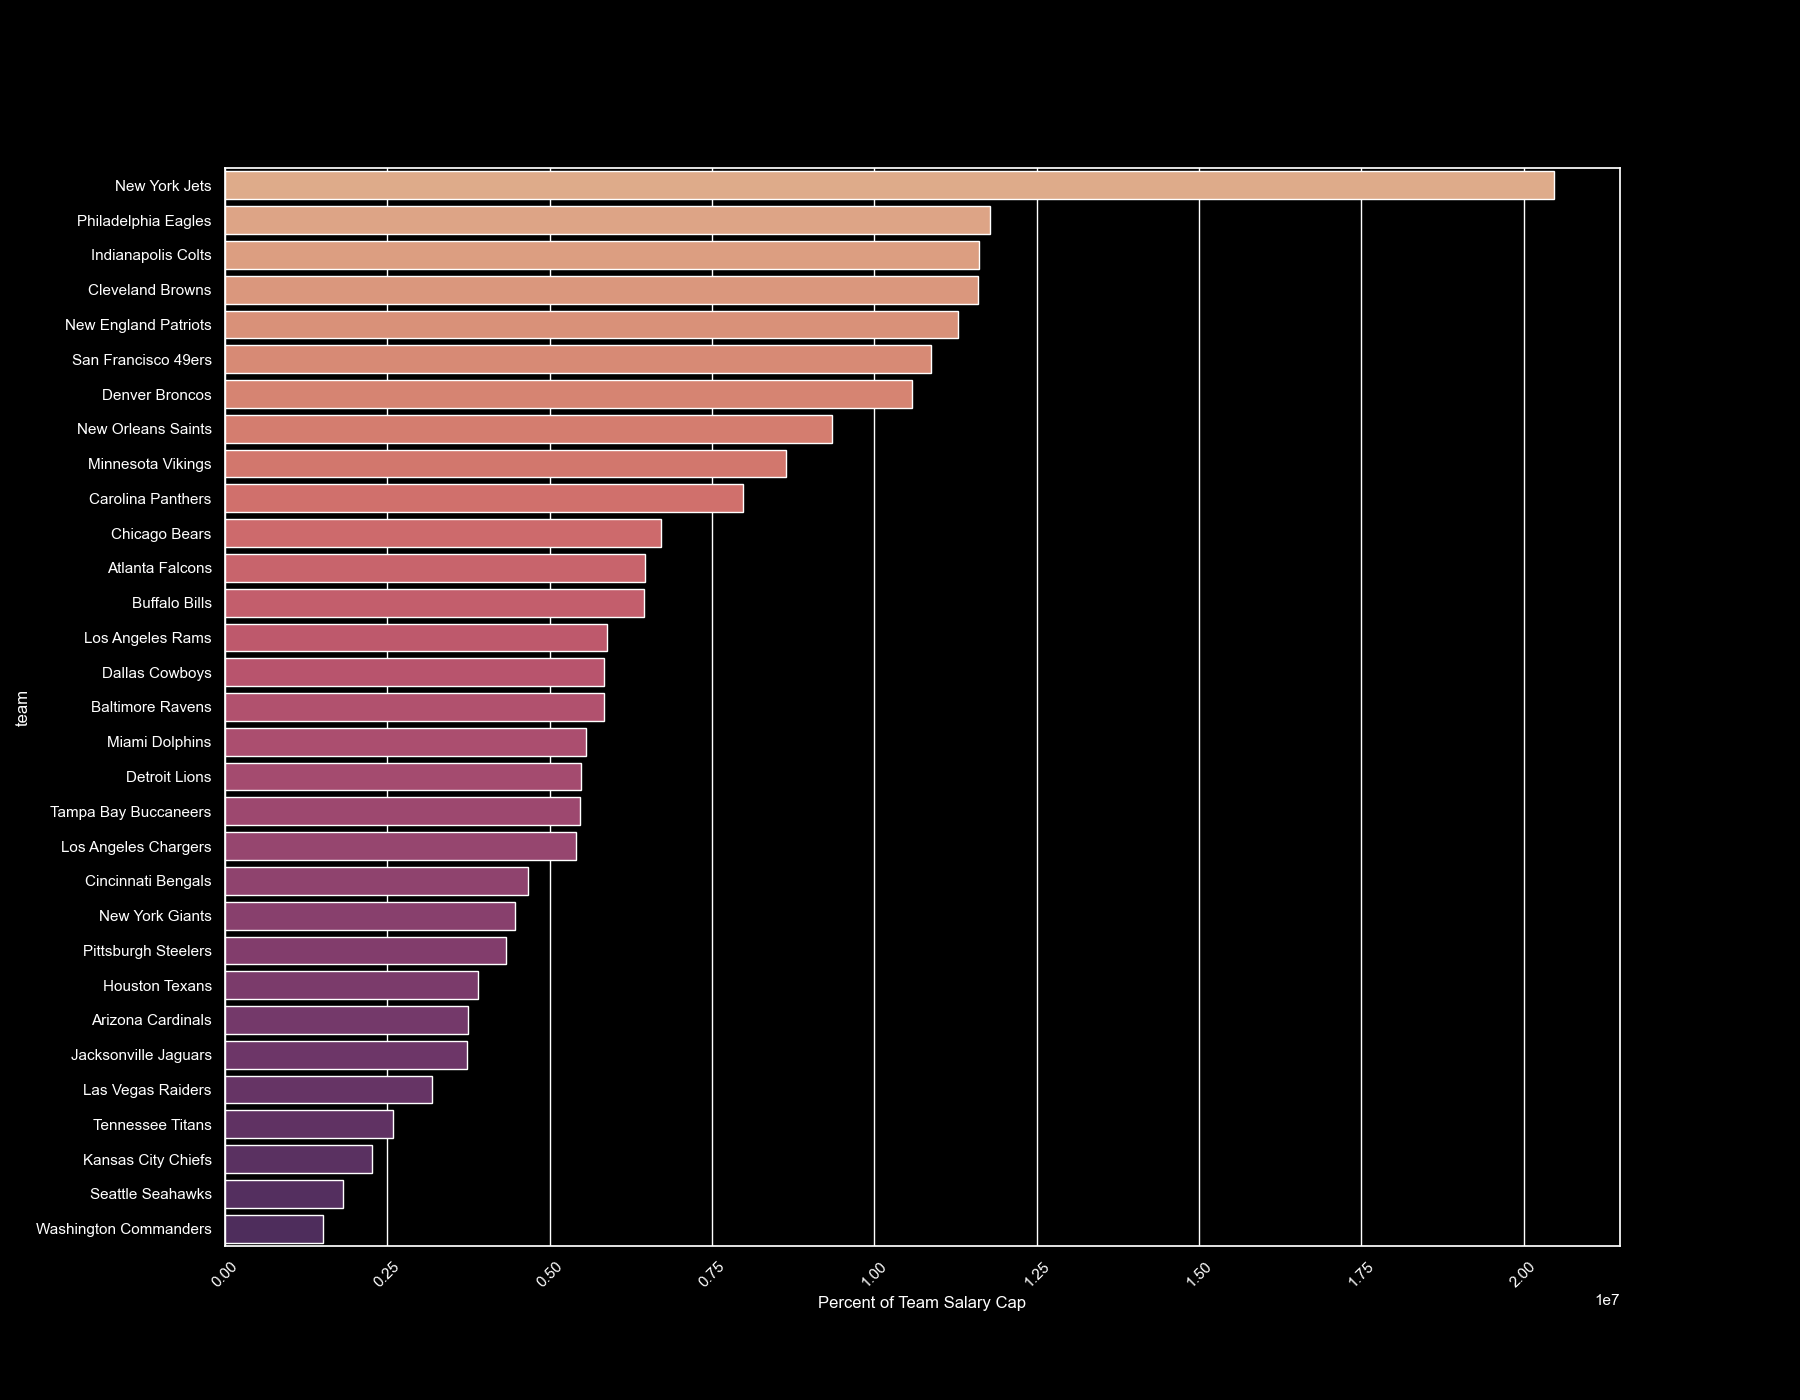 New York Jets
Philadelphia Eagles
Indianapolis Colts
Cleveland Browns
New England Patriots
San Francisco 49ers
Denver Broncos
New Orleans Saints
Minnesota Vikings
Carolina Panthers
Chicago Bears
Atlanta Falcons
Buffalo Bills
Los Angeles Rams
Dallas Cowboys
Baltimore Ravens
Miami Dolphins
Detroit Lions
Tampa Bay Buccaneers
Los Angeles Chargers
Cincinnati Bengals
New York Giants
Pittsburgh Steelers
Houston Texans
Arizona Cardinals
Jacksonville Jaguars
Las Vegas Raiders
Tennessee Titans
Kansas City Chiefs
Seattle Seahawks
Washington Commanders
team
0.00 0.25 0.50 0.75 1.00 1.25 1.50 1.75 2.00
1e7
Percent of Team Salary Cap